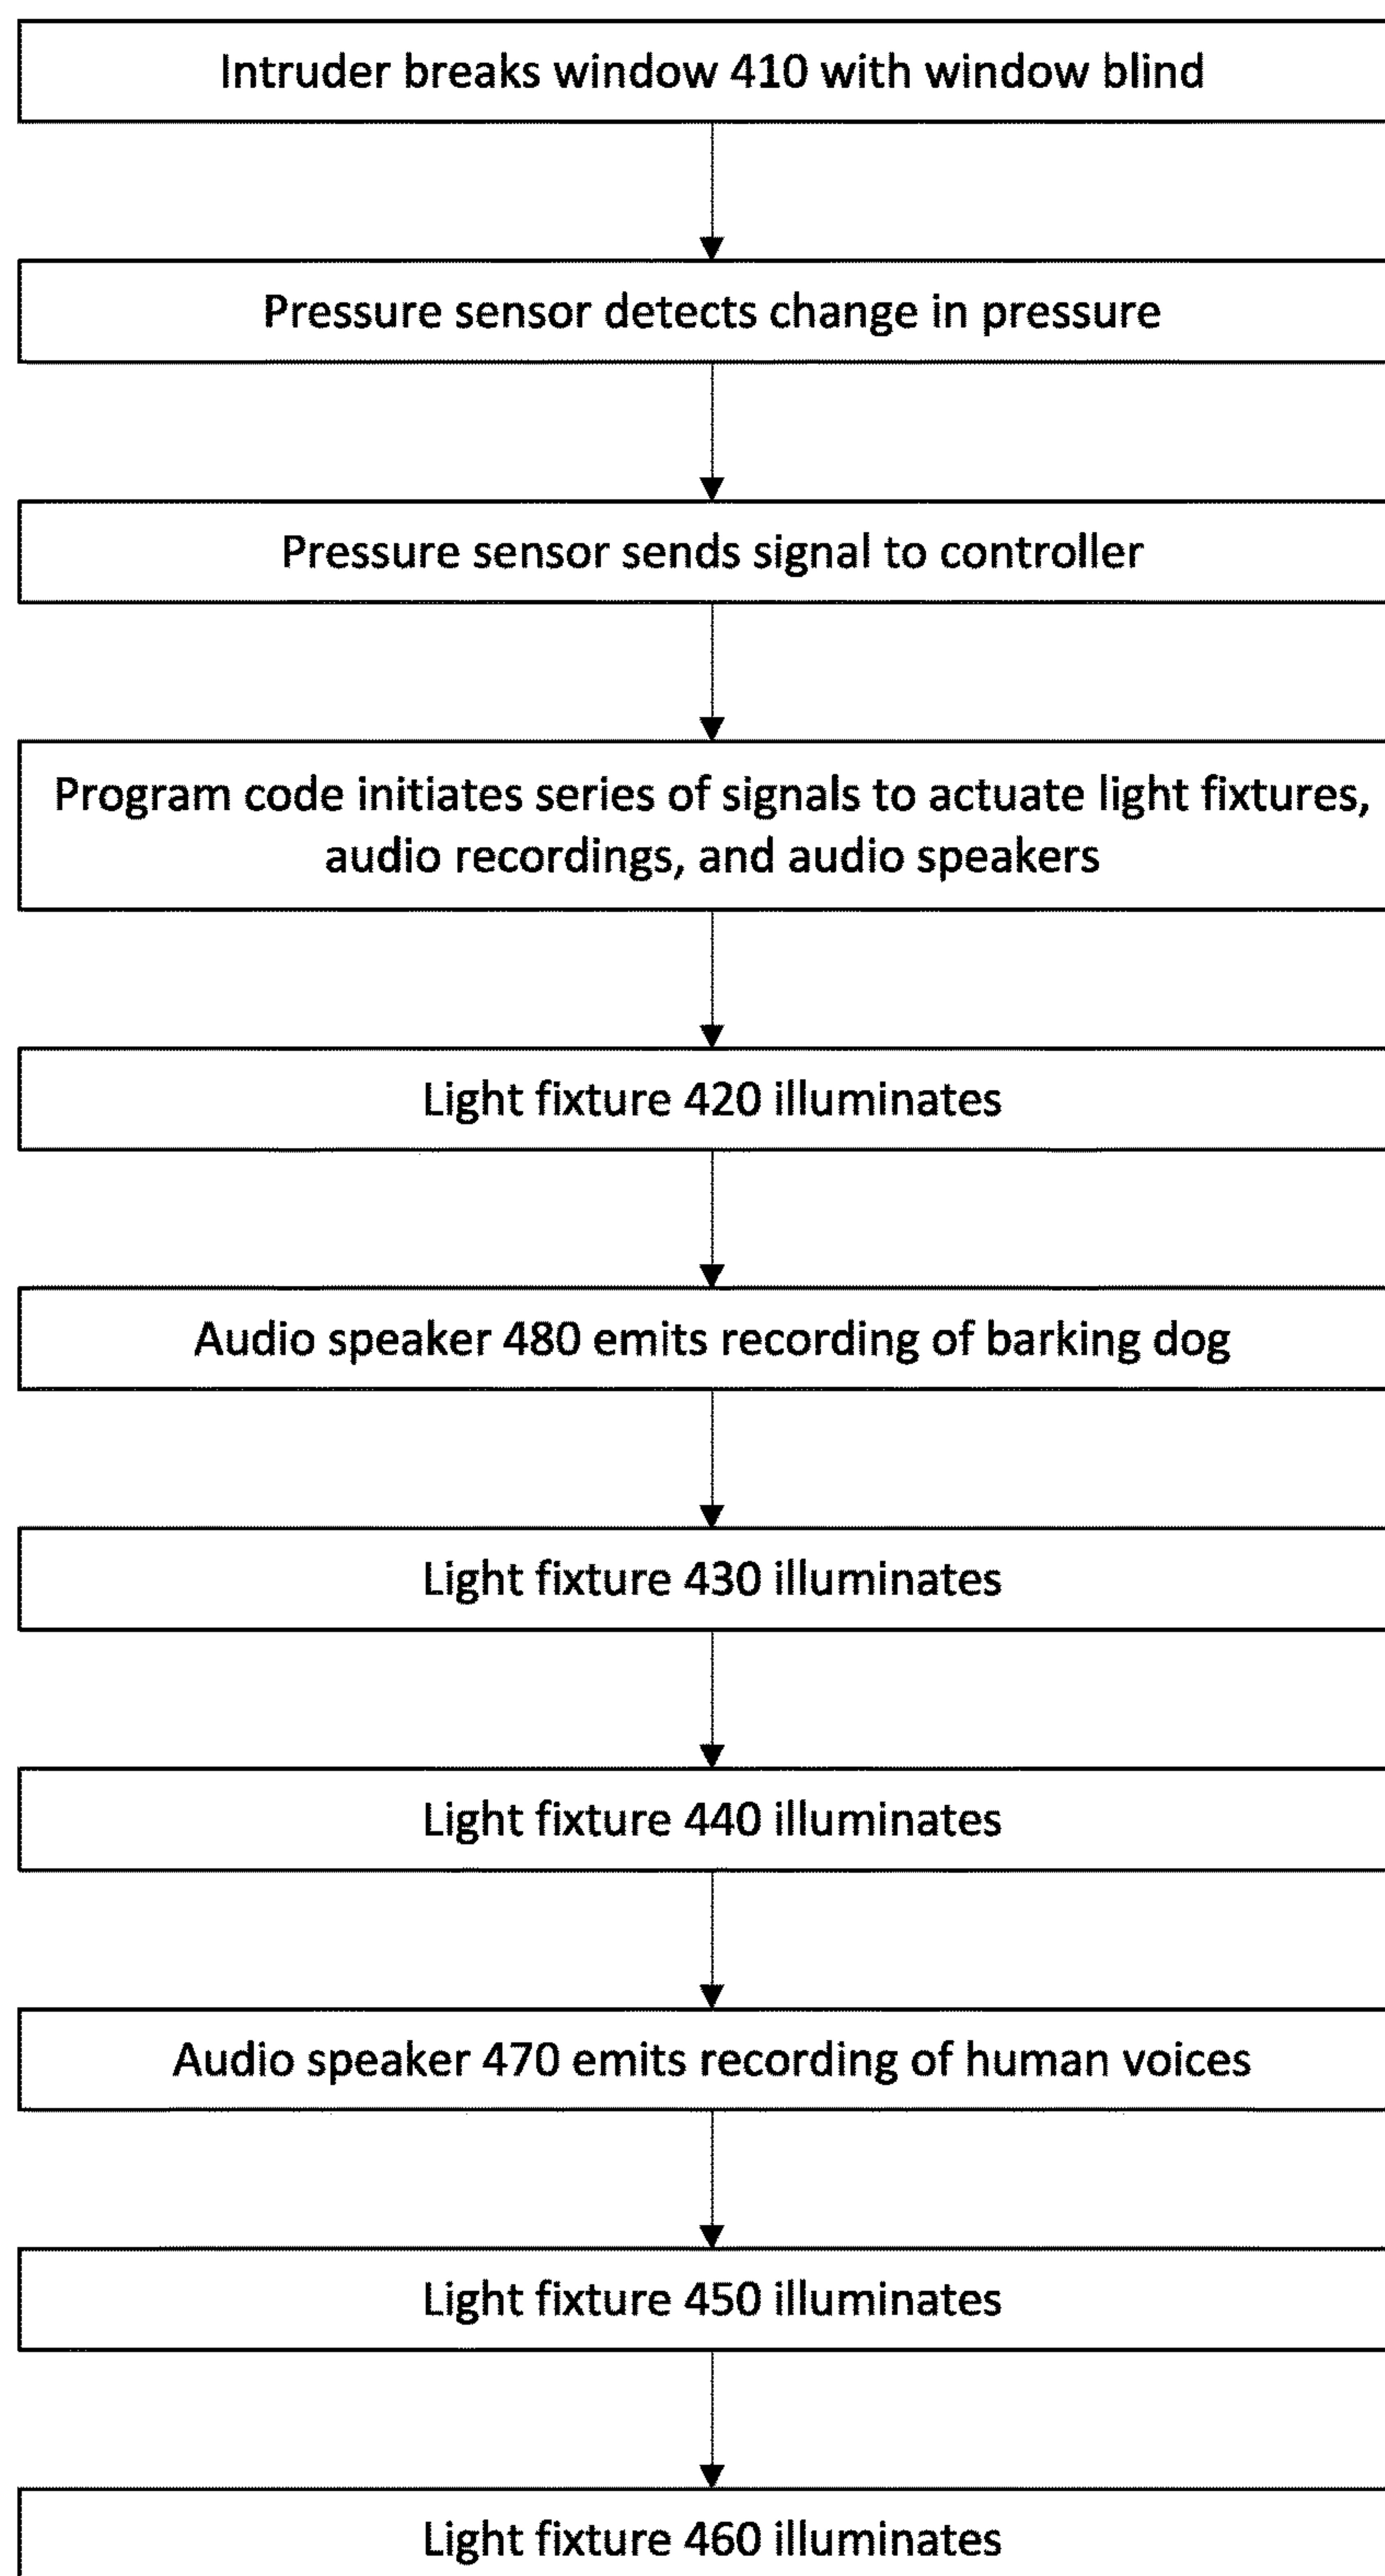 Intruder breaks window 410 with window blind
Pressure sensor detects change in pressure
Pressure sensor sends signal to controller
Program code initiates series of signals to actuate light fixtures,
audio recordings, and audio speakers
Light fixture 420 illuminates
Audio speaker 480 emits recording of barking dog
Light fixture 430 illuminates
Light fixture 440 illuminates
Audio speaker 470 emits recording of human voices
Light fixture 450 illuminates
Light fixture 460 illuminates